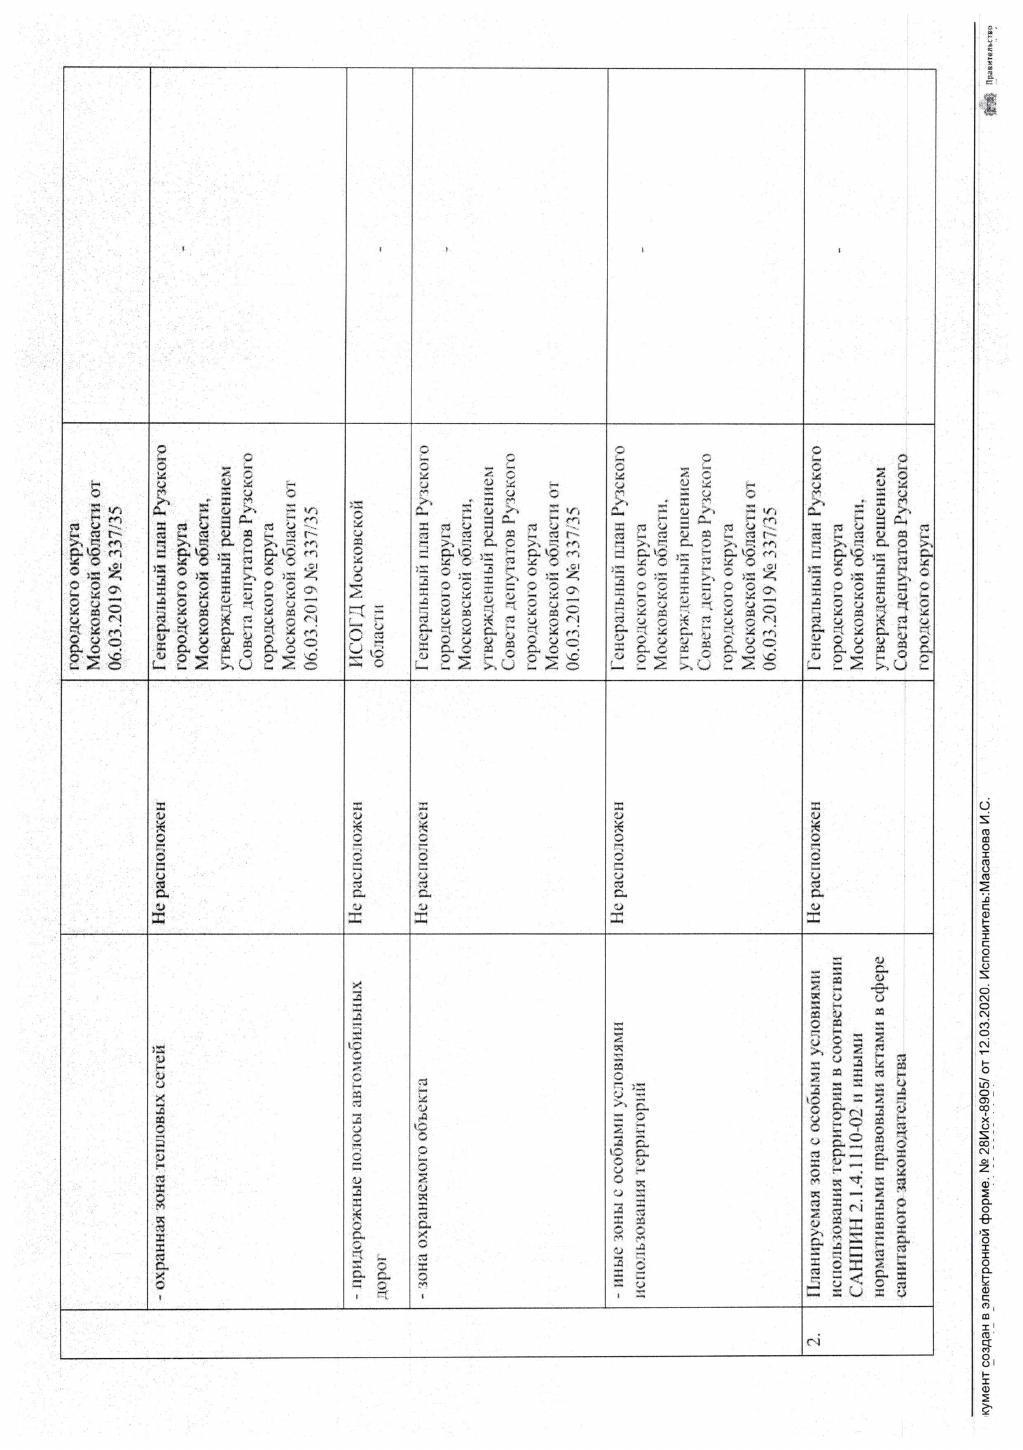 городского округа
Московской области от
06.03.2019 № 337/35
- охранная зона тепловых сетей
Не расположен
Генеральный план Рузского
городского округа
Московской области,
утвержденный решением
Совета депутатов Рузского
городского округа
Московской области от
06.03.2019 № 337/35
-
- придорожные полосы автомобильных
дорог
Не расположен
ИСОГД Московской
области
-
- зона охраняемого объекта
Не расположен
Генеральный план Рузского
городского округа
Московской области,
утвержденный решением
Совета депутатов Рузского
городского округа
Московской области от
06.03.2019 № 337/35
-
- иные зоны с особыми условиями
использования территорий
Не расположен
Генеральный план Рузского
городского округа
Московской области,
утвержденный решением
Совета депутатов Рузского
городского округа
Московской области от
06.03.2019 № 337/35
-
2.
Планируемая зона с особыми условиями
использования территории в соответствии
САНПИН 2.1.4.1110-02 и иными
нормативными правовыми актами в сфере
санитарного законодательства
Не расположен
Генеральный план Рузского
городского округа
Московской области,
утвержденный решением
Совета депутатов Рузского
городского округа
-
кумент создан в электронной форме. № 28Исх-8905/ от 12.03.2020. Исполнитель:Масанова И.С.
Правительство